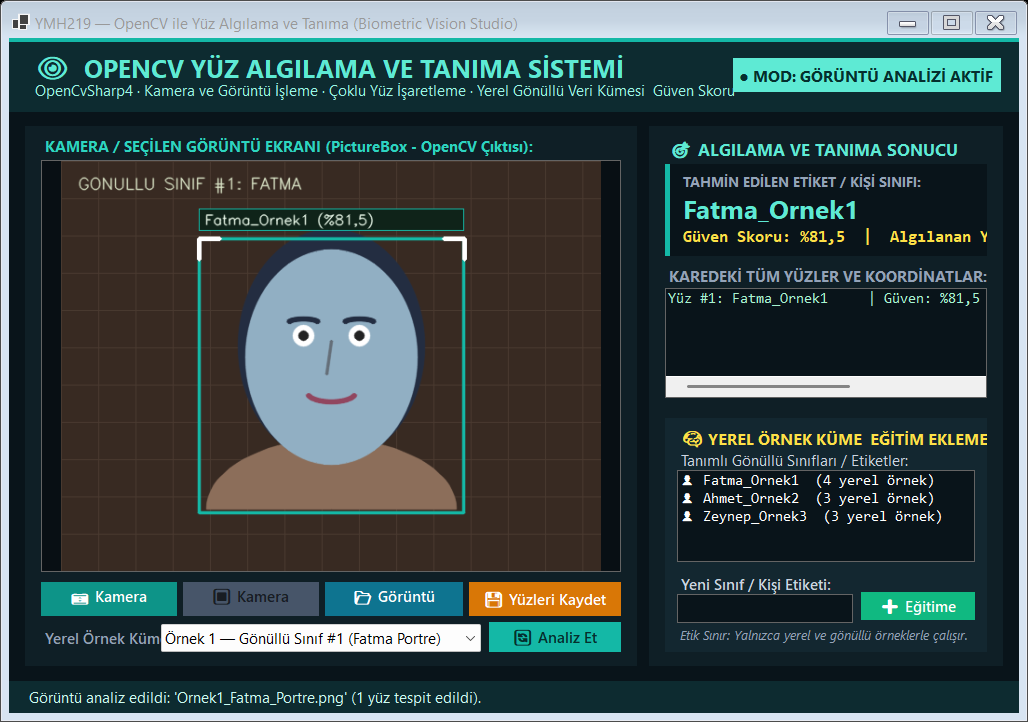 YMH219 — OpenCV ile Yüz Algılama ve Tanıma (Biometric Vision Studio)
OPENCV YÜZ ALGILAMA VE TANIMA SİSTEMİ
OpenCvSharp4 · Kamera ve Görüntü İşleme · Çoklu Yüz İşaretleme · Yerel Gönüllü Veri Kümesi  Güven Skoru
● MOD: GÖRÜNTÜ ANALİZİ AKTİF
KAMERA / SEÇİLEN GÖRÜNTÜ EKRANI (PictureBox - OpenCV Çıktısı):
GONULLU SINIF #1: FATMA
Fatma_Ornek1 (%81,5)
Kamera
Kamera
Görüntü
Yüzleri Kaydet
Yerel Örnek Küm
Örnek 1 — Gönüllü Sınıf #1 (Fatma Portre)
Analiz Et
ALGILAMA VE TANIMA SONUCU
TAHMİN EDİLEN ETİKET / KİŞİ SINIFI:
Fatma_Ornek1
Güven Skoru: %81,5  |  Algılanan Y
KAREDEKİ TÜM YÜZLER VE KOORDİNATLAR:
Yüz #1: Fatma_Ornek1     | Güven: %81,5
YEREL ÖRNEK KÜME  EĞİTİM EKLEME
Tanımlı Gönüllü Sınıfları / Etiketler:
Fatma_Ornek1  (4 yerel örnek)
Ahmet_Ornek2  (3 yerel örnek)
Zeynep_Ornek3  (3 yerel örnek)
Yeni Sınıf / Kişi Etiketi:
Eğitime
Etik Sınır: Yalnızca yerel ve gönüllü örneklerle çalışır.
Görüntü analiz edildi: 'Ornek1_Fatma_Portre.png' (1 yüz tespit edildi).